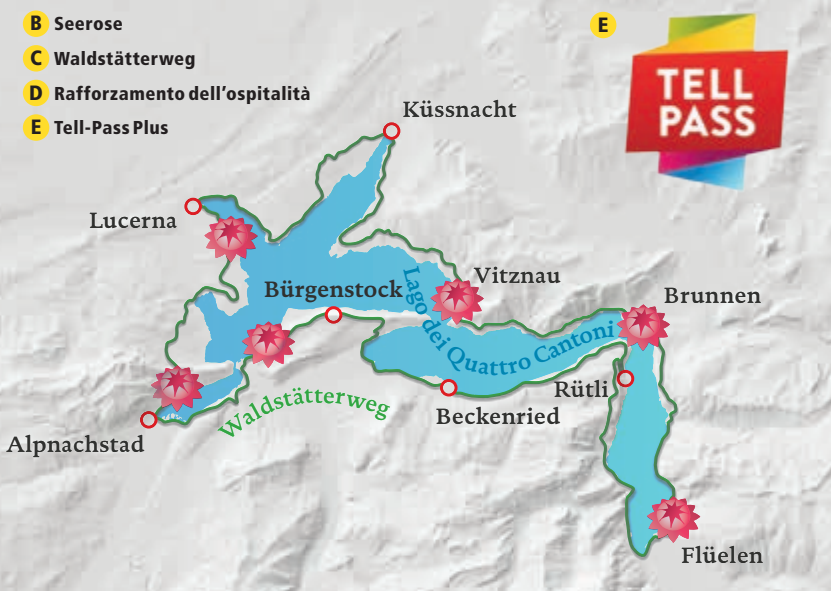 B Seerose
C Waldstätterweg
D Rafforzamento dell'ospitalità
E Tell-Pass Plus
E
TELL
PASS
Küssnacht
Lucerna
Vitznau
Bürgenstock
Brunnen
Lago dei Quattro Cantoni
Rütli
Waldstätterweg
Beckenried
Alpnachstad
Flüelen